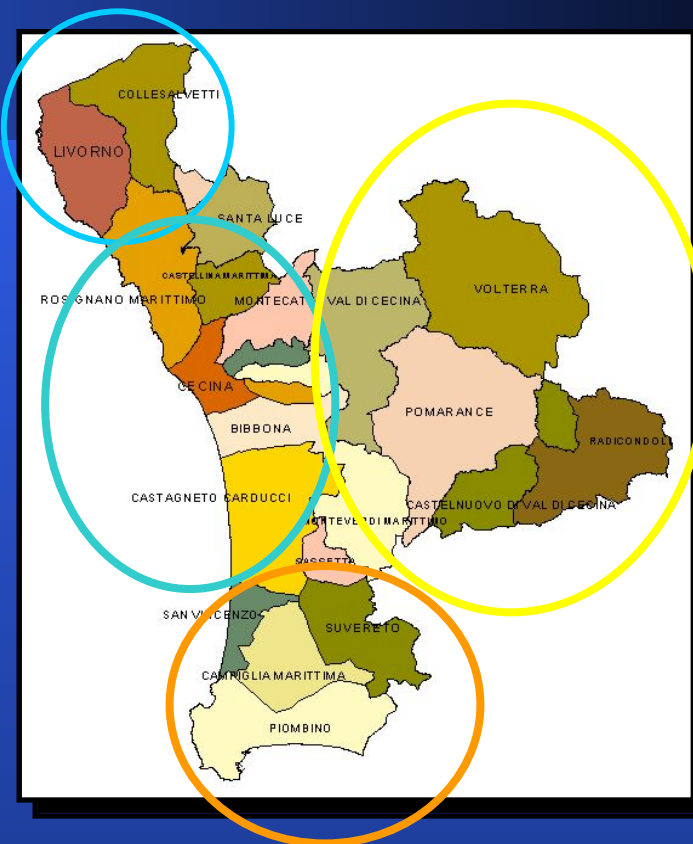 COLLESALVETTI
LIVORNO
SANTA LUCE
CASTELLINA MARITTIMA
ROSIGNANO MARITTIMO
MONTECAT
VAL DI CECINA
VOLTERRA
CECINA
POMARANCE
BIBBONA
RADICONDOLI
CASTAGNETO CARDUCCI
CASTELNUOVO DI VAL DI CECINA
MONTEVERDI MARITTIMO
SASSETTA
SAN VINCENZO
SUVERETO
CAMPIGLIA MARITTIMA
PIOMBINO